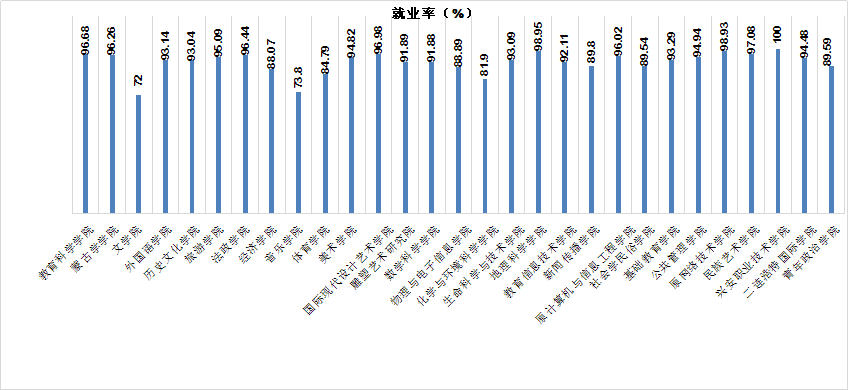 就业率（%）
96.68
96.26
72
93.14
93.04
95.09
96.44
88.07
73.8
84.79
94.82
96.98
91.89
91.88
88.89
81.9
93.09
98.95
92.11
89.8
96.02
89.54
93.29
94.94
98.93
97.08
100
94.48
89.59
教育科学学院
蒙古学学院
文学院
外国语学院
历史文化学院
旅游学院
法政学院
经济学院
音乐学院
体育学院
美术学院
国际现代设计艺术学院
雕塑艺术研究院
数学科学学院
物理与电子信息学院
化学与环境科学学院
生命科学与技术学院
地理科学学院
教育信息技术学院
新闻传播学院
原计算机与信息工程学院
社会学民俗学院
基础教育学院
公共管理学院
原网络技术学院
民族艺术学院
兴安职业技术学院
二连浩特国际学院
青年政治学院